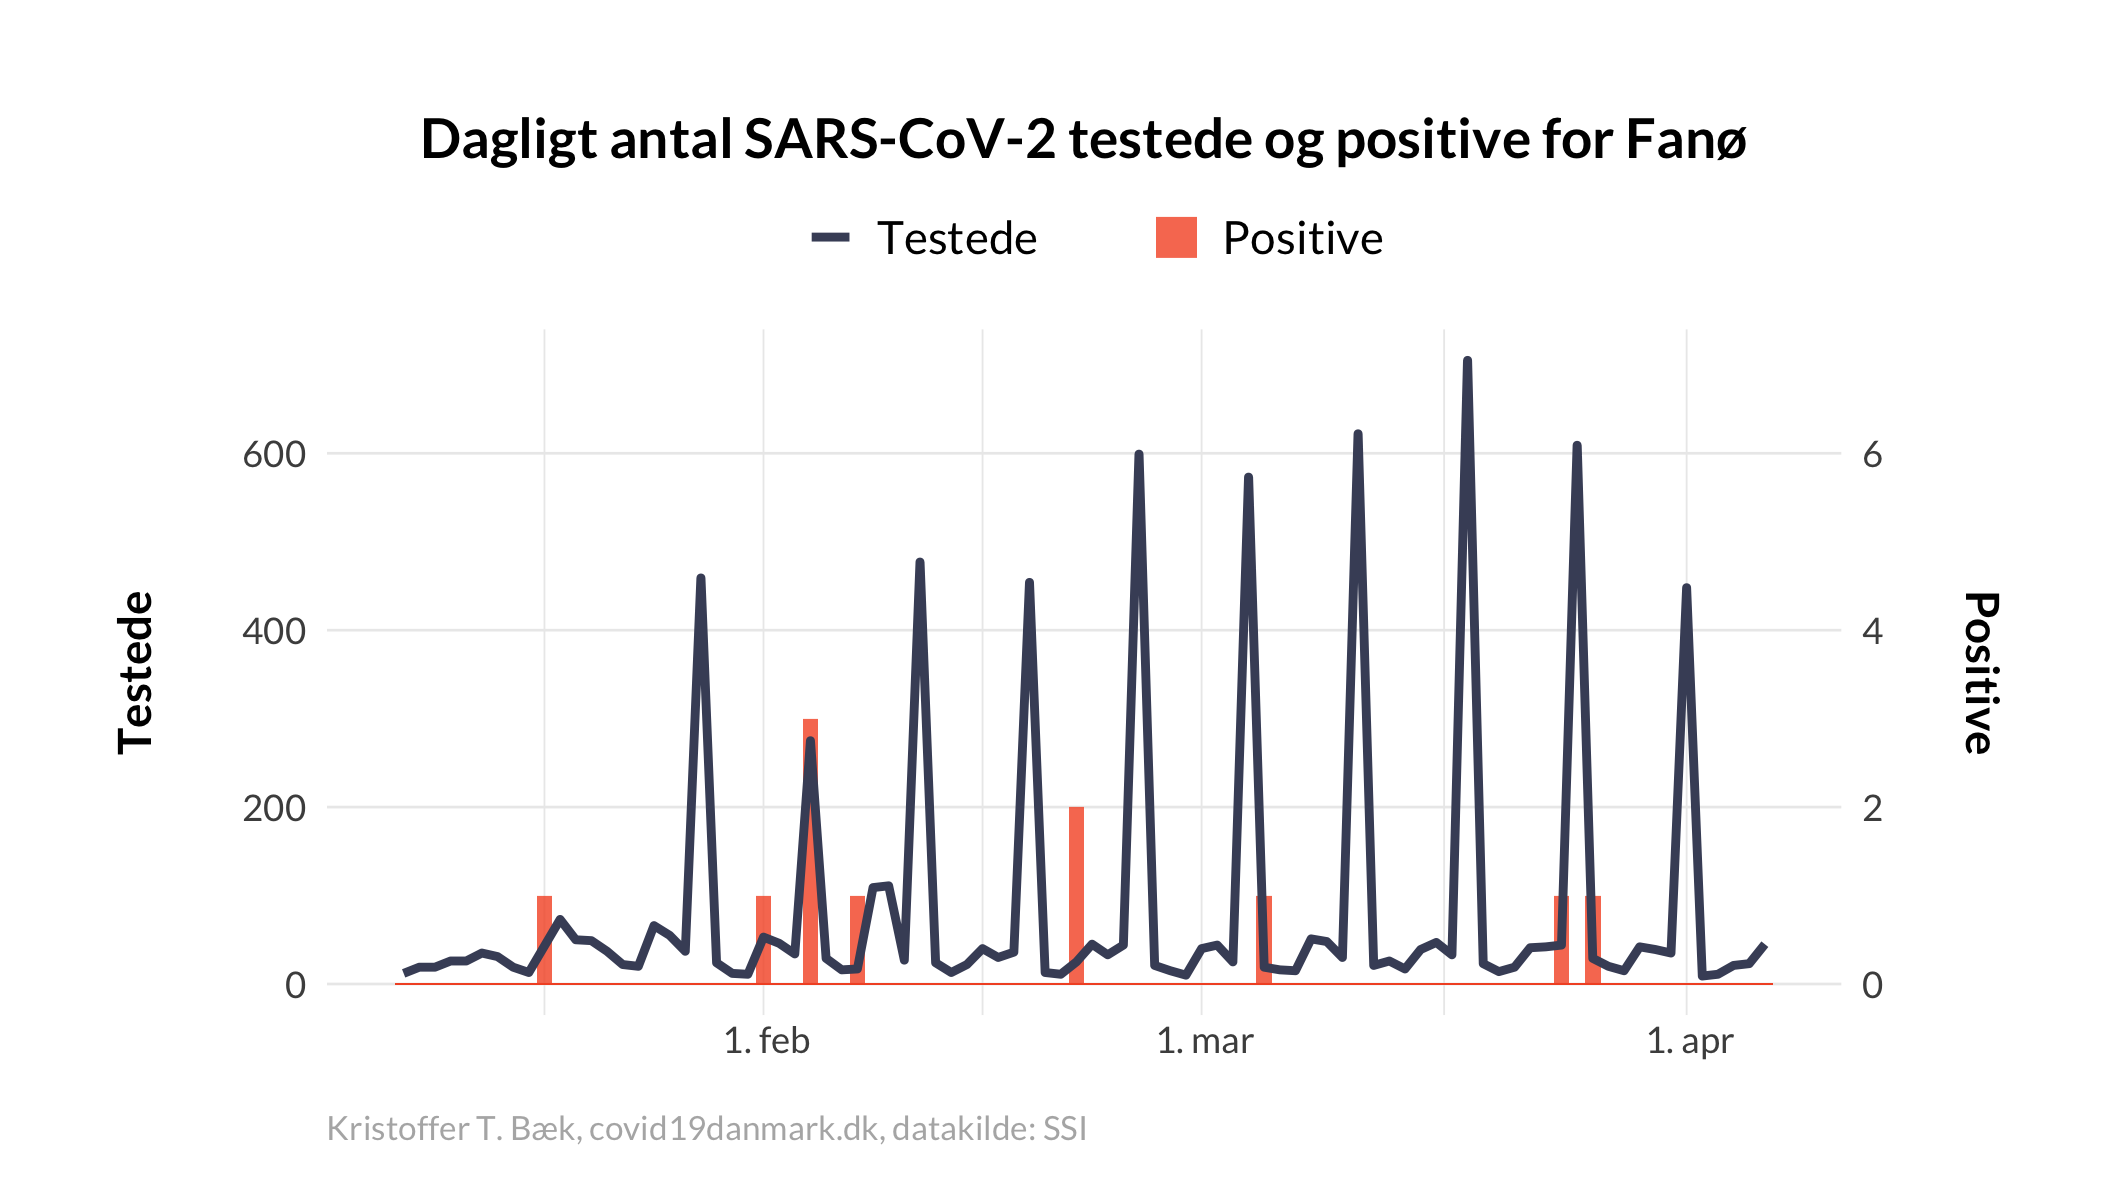 Dagligt antal SARS-CoV-2 testede og positive for Fanø
Testede
Positive
Testede
600
400
200
0
6
4
2
0
Positive
1. feb
1. mar
1. apr
Kristoffer T. Bæk, covid19danmark.dk, datakilde: SSI